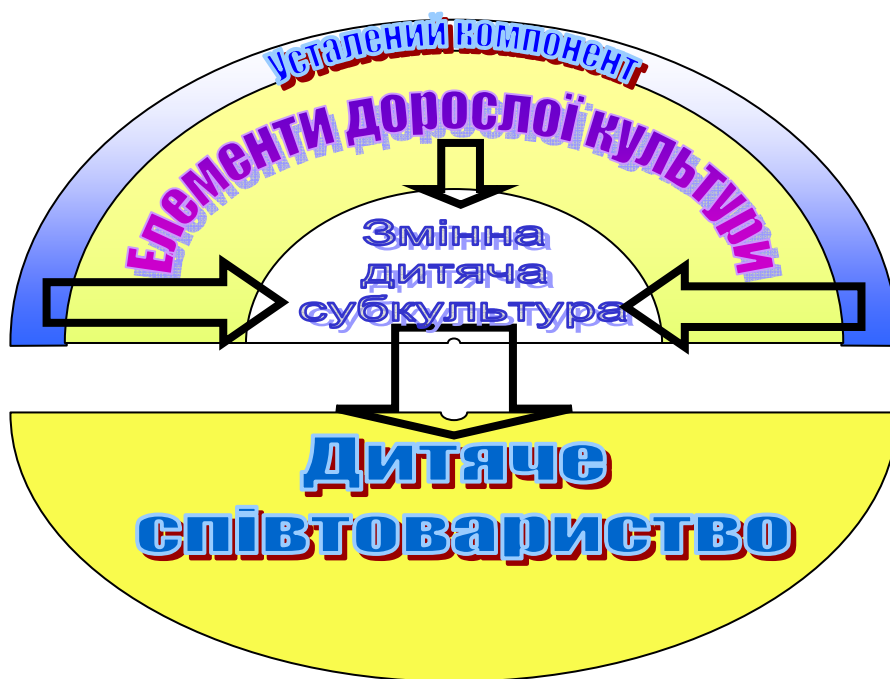 Усталений компонент
Елементи дорослої культури
Змінна
дитяча
субкультура
Дитяче
співтовариство